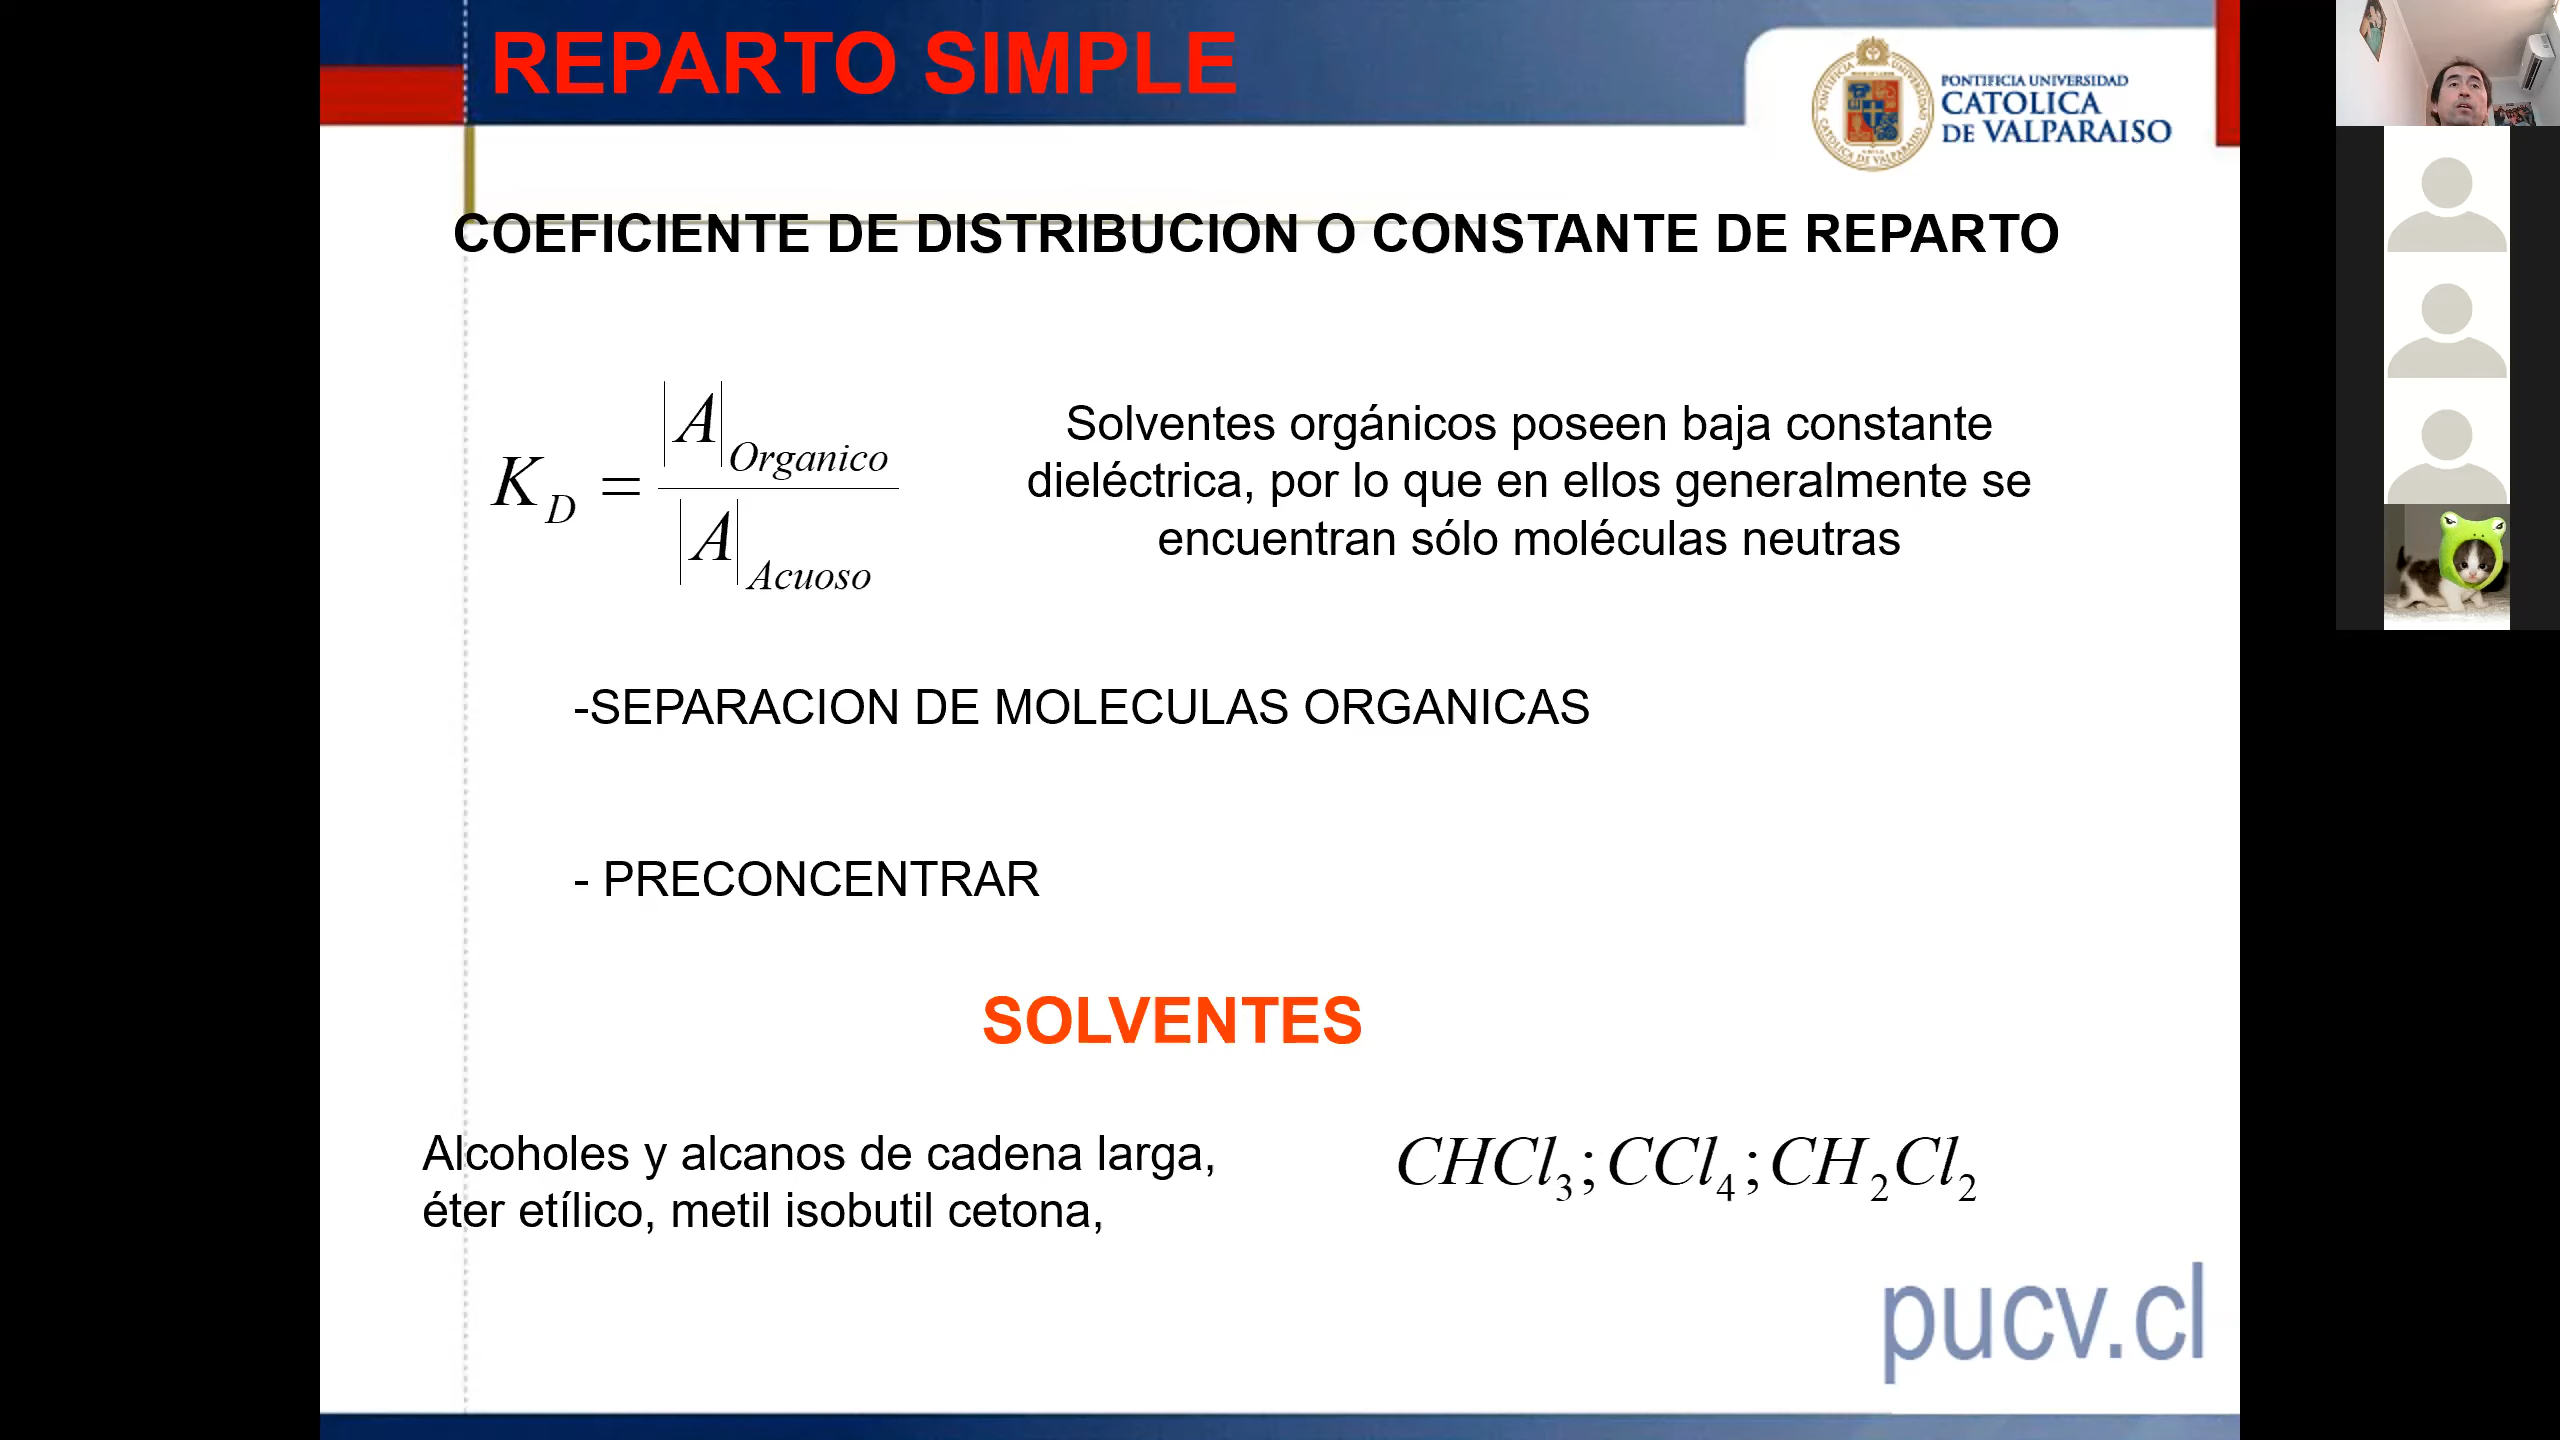 REPARTO SIMPLE
PONTIFICIA UNIVERSIDAD
CATOLICA
DE VALPARAISO
COEFICIENTE DE DISTRIBUCION O CONSTANTE DE REPARTO
K_D = |A|_Organico / |A|_Acuoso
Solventes orgánicos poseen baja constante
dieléctrica, por lo que en ellos generalmente se
encuentran sólo moléculas neutras
-SEPARACION DE MOLECULAS ORGANICAS
- PRECONCENTRAR
SOLVENTES
Alcoholes y alcanos de cadena larga,
éter etílico, metil isobutil cetona,
CHCl₃;CCl₄;CH₂Cl₂
pucv.cl